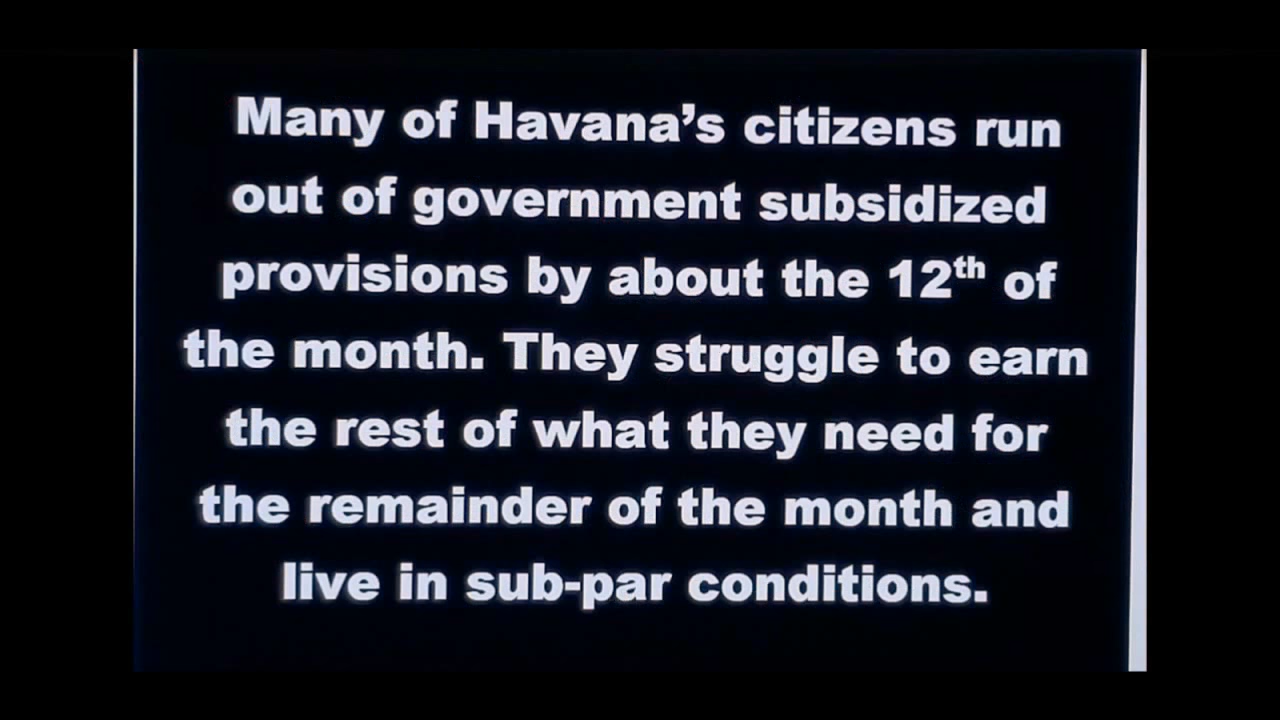 Many of Havana's citizens run
out of government subsidized
provisions by about the 12th of
the month. They struggle to earn
the rest of what they need for
the remainder of the month and
live in sub-par conditions.